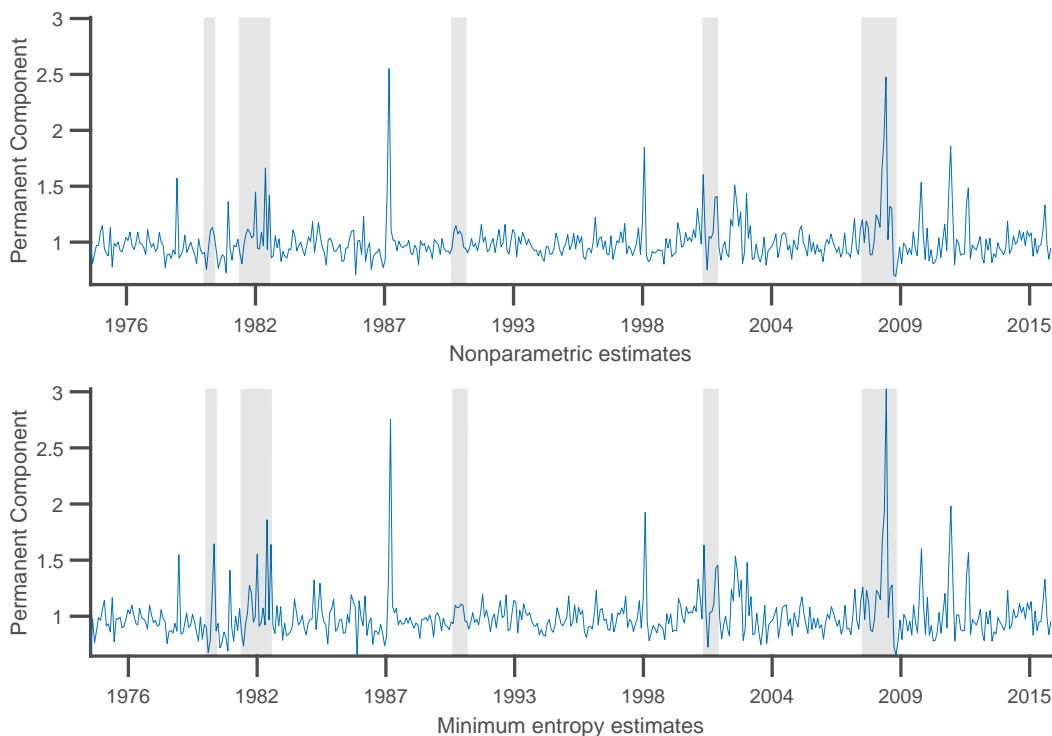 3
2.5
2
1.5
1
Permanent Component
1976 1982 1987 1993 1998 2004 2009 2015
Nonparametric estimates
3
2.5
2
1.5
1
Permanent Component
1976 1982 1987 1993 1998 2004 2009 2015
Minimum entropy estimates